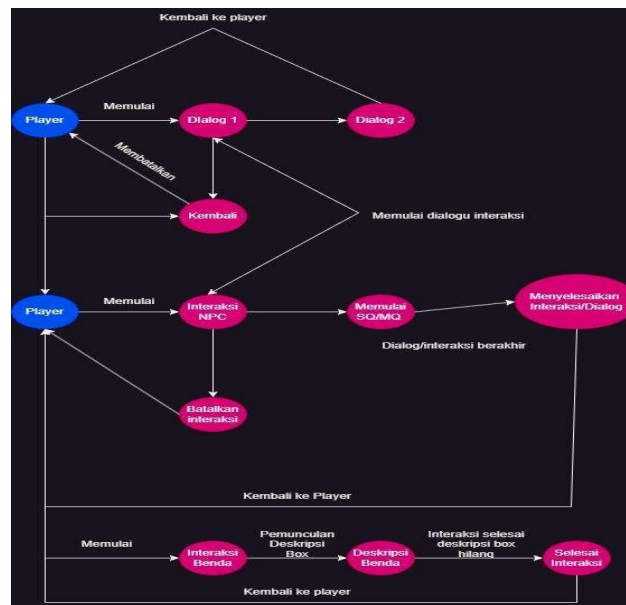 Kembali ke player
Memulai
Player
Dialog 1
Dialog 2
Membatalkan
Kembali
Memulai dialogu interaksi
Memulai
Player
Interaksi
NPC
Memulai
SQ/MQ
Menyelesaikan
Interaksi/Dialog
Dialog/interaksi berakhir
Batalkan
interaksi
Kembali ke Player
Memulai
Interaksi
Benda
Pemunculan
Deskripsi
Box
Deskripsi
Benda
Interaksi selesai
deskripsi box
hilang
Selesai
Interaksi
Kembali ke player